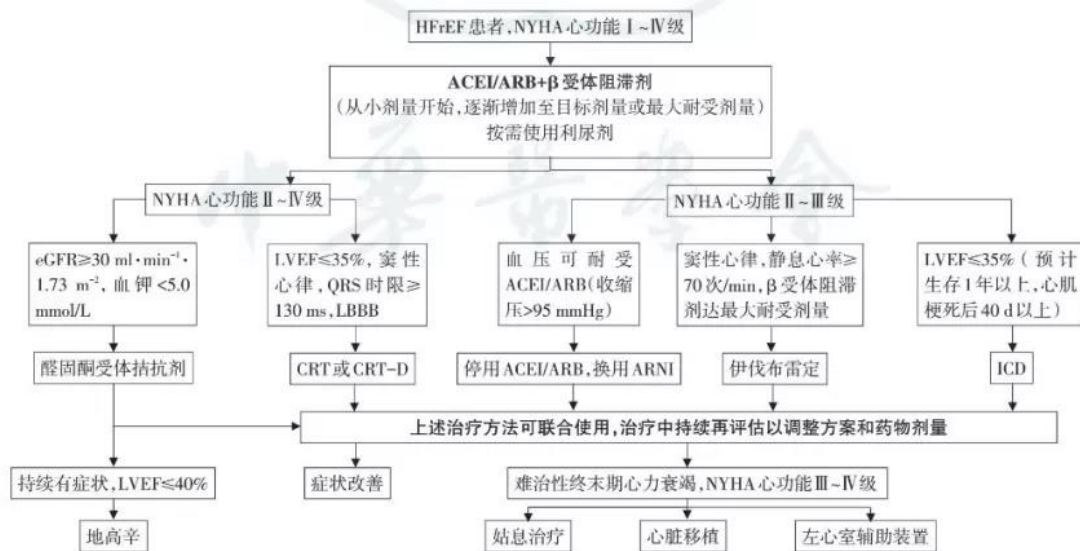 HFrEF患者，NYHA心功能Ⅰ~Ⅳ级
ACEI/ARB+β受体阻滞剂
（从小剂量开始，逐渐增加至目标剂量或最大耐受剂量）
按需使用利尿剂
NYHA心功能Ⅱ~Ⅳ级
NYHA心功能Ⅱ~Ⅲ级
eGFR≥30 ml·min⁻¹·
1.73 m⁻²，血钾<5.0
mmol/L
LVEF≤35%，窦性
心律，QRS时限≥
130 ms，LBBB
血压可耐受
ACEI/ARB（收缩
压>95 mmHg）
窦性心律，静息心率≥
70次/min，β受体阻滞
剂达最大耐受剂量
LVEF≤35%（预计
生存1年以上，心肌
梗死后40 d以上）
醛固酮受体拮抗剂
CRT或CRT-D
停用ACEI/ARB，换用ARNI
伊伐布雷定
ICD
上述治疗方法可联合使用，治疗中持续再评估以调整方案和药物剂量
持续有症状，LVEF≤40%
症状改善
难治性终末期心力衰竭，NYHA心功能Ⅲ~Ⅳ级
地高辛
姑息治疗
心脏移植
左心室辅助装置